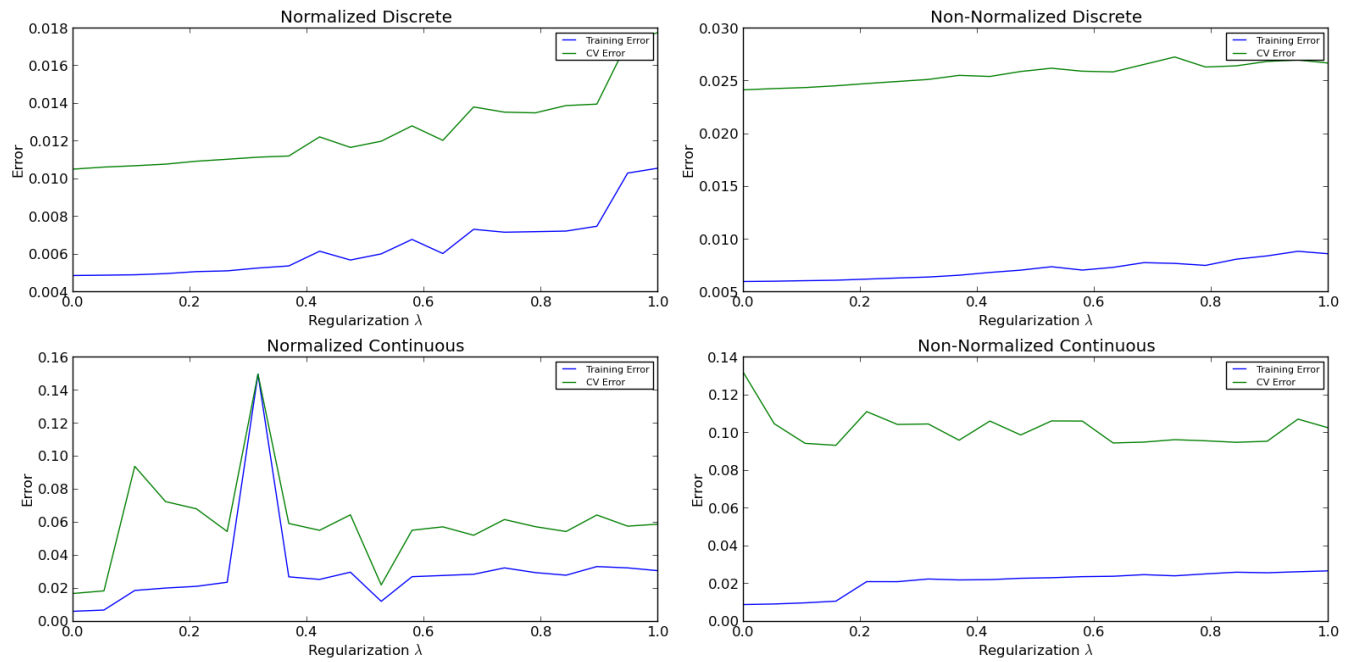 Normalized Discrete
0.018
0.016
0.014
0.012
0.010
0.008
0.006
0.004
Error
0.0 0.2 0.4 0.6 0.8 1.0
Regularization λ
Training Error
CV Error
Non-Normalized Discrete
0.030
0.025
0.020
0.015
0.010
0.005
Error
0.0 0.2 0.4 0.6 0.8 1.0
Regularization λ
Training Error
CV Error
Normalized Continuous
0.16
0.14
0.12
0.10
0.08
0.06
0.04
0.02
0.00
Error
0.0 0.2 0.4 0.6 0.8 1.0
Regularization λ
Training Error
CV Error
Non-Normalized Continuous
0.14
0.12
0.10
0.08
0.06
0.04
0.02
0.00
Error
0.0 0.2 0.4 0.6 0.8 1.0
Regularization λ
Training Error
CV Error